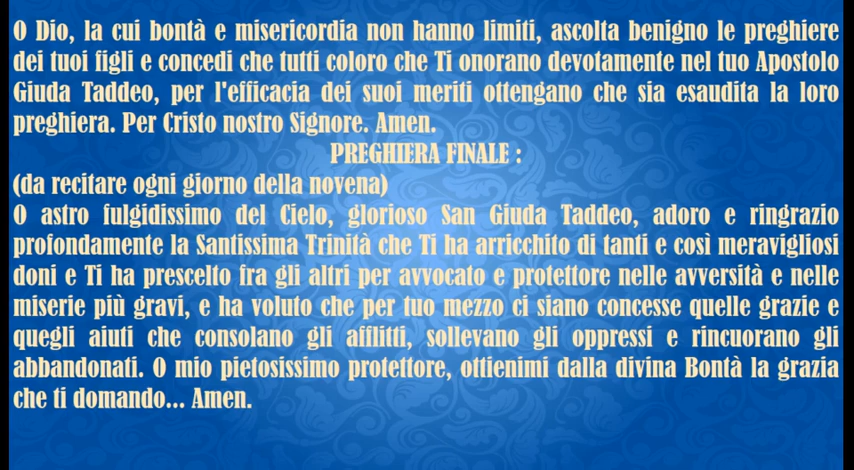 O Dio, la cui bontà e misericordia non hanno limiti, ascolta benigno le preghiere
dei tuoi figli e concedi che tutti coloro che Ti onorano devotamente nel tuo Apostolo
Giuda Taddeo, per l'efficacia dei suoi meriti ottengano che sia esaudita la loro
preghiera. Per Cristo nostro Signore. Amen.
PREGHIERA FINALE :
(da recitare ogni giorno della novena)
O astro fulgidissimo del Cielo, glorioso San Giuda Taddeo, adoro e ringrazio
profondamente la Santissima Trinità che Ti ha arricchito di tanti e così meravigliosi
doni e Ti ha prescelto fra gli altri per avvocato e protettore nelle avversità e nelle
miserie più gravi, e ha voluto che per tuo mezzo ci siano concesse quelle grazie e
quegli aiuti che consolano gli afflitti, sollevano gli oppressi e rincuorano gli
abbandonati. O mio pietosissimo protettore, ottienimi dalla divina Bontà la grazia
che ti domando... Amen.